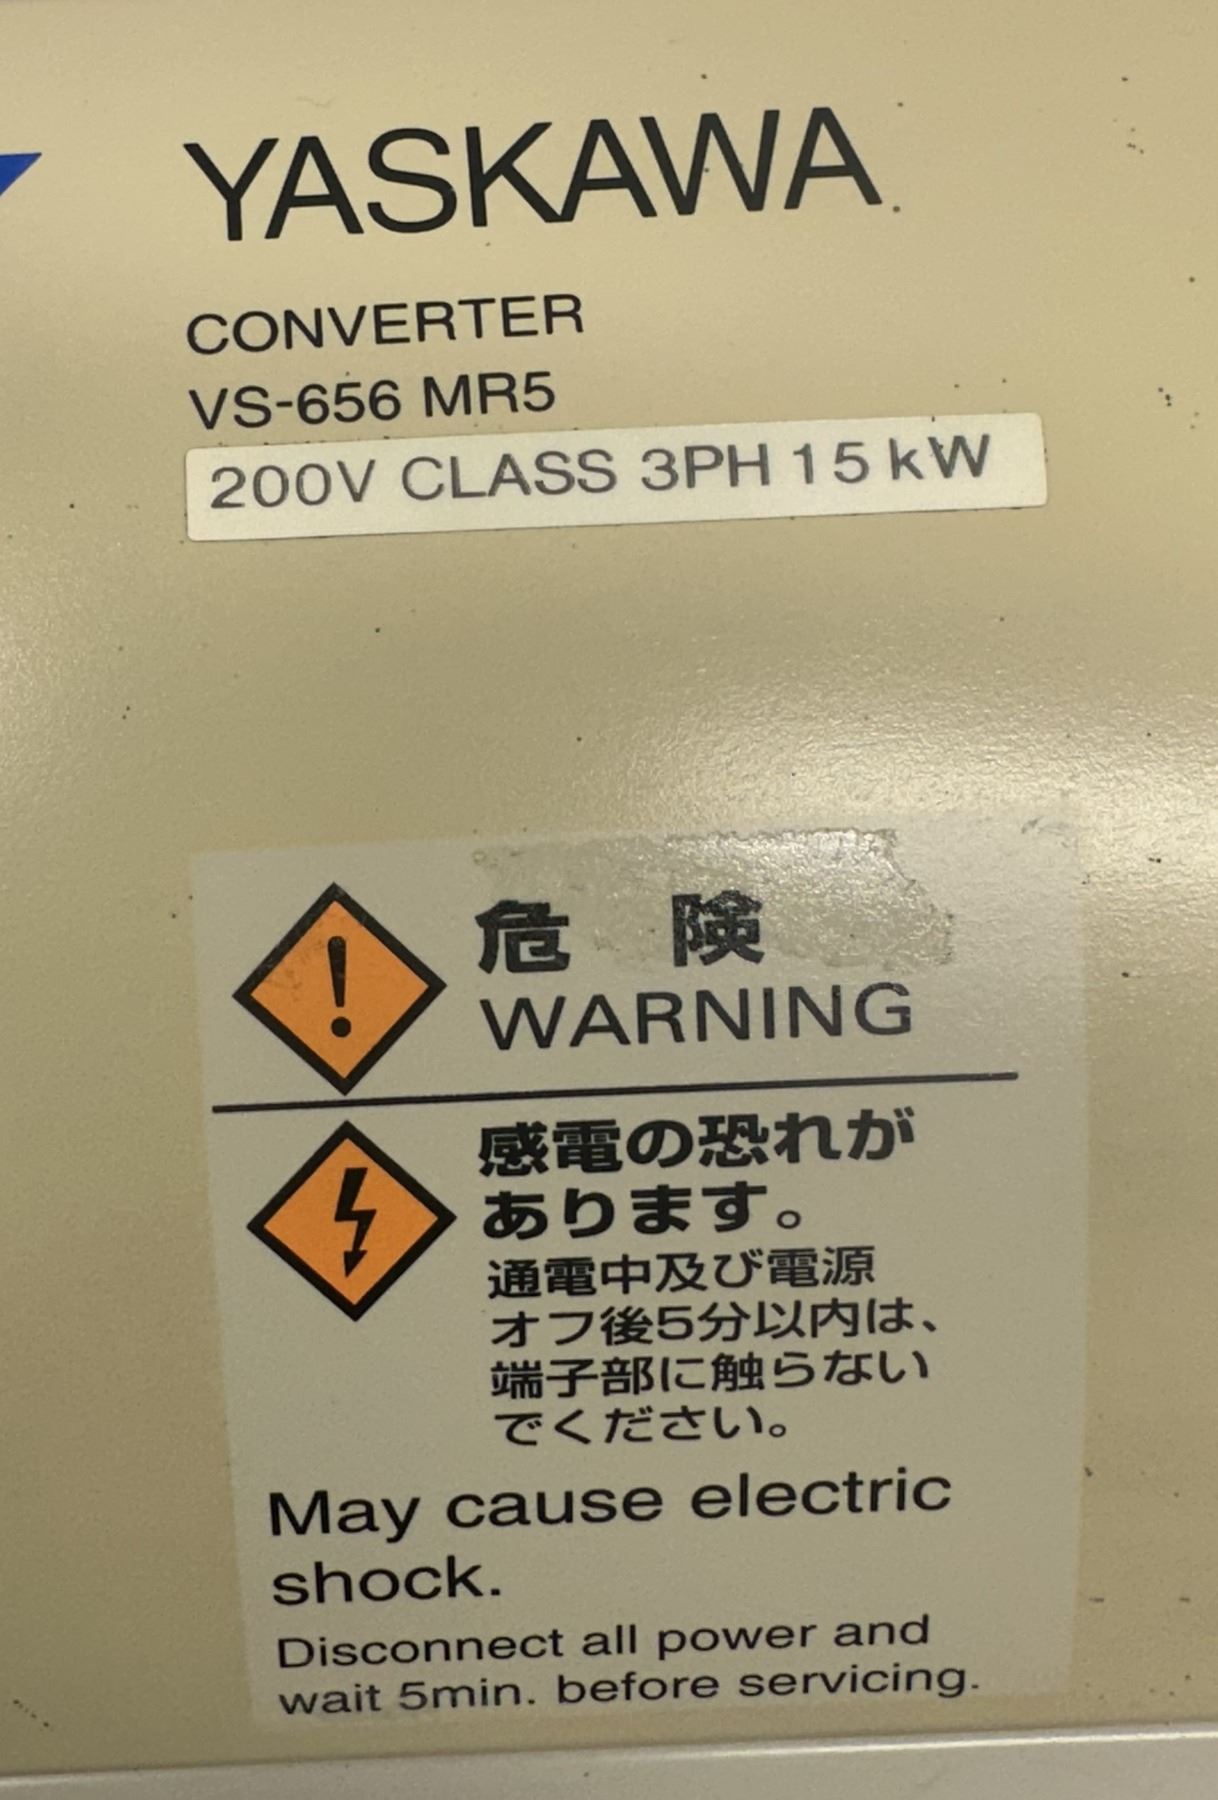 YASKAWA
CONVERTER
VS-656 MR5
200V CLASS 3PH 15 kW
危 険
WARNING
感電の恐れが
あります。
通電中及び電源
オフ後5分以内は、
端子部に触らない
でください。
May cause electric
shock.
Disconnect all power and
wait 5min. before servicing.